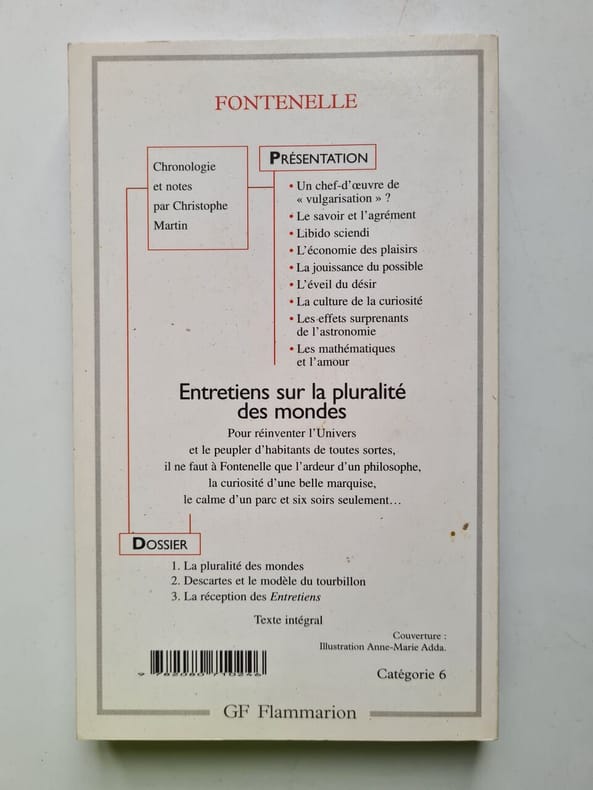 FONTENELLE
Chronologie
et notes
par Christophe
Martin
PRÉSENTATION
• Un chef-d'œuvre de
« vulgarisation » ?
• Le savoir et l'agrément
• Libido sciendi
• L'économie des plaisirs
• La jouissance du possible
• L'éveil du désir
• La culture de la curiosité
• Les effets surprenants
de l'astronomie
• Les mathématiques
et l'amour
Entretiens sur la pluralité
des mondes
Pour réinventer l'Univers
et le peupler d'habitants de toutes sortes,
il ne faut à Fontenelle que l'ardeur d'un philosophe,
la curiosité d'une belle marquise,
le calme d'un parc et six soirs seulement…
DOSSIER
1. La pluralité des mondes
2. Descartes et le modèle du tourbillon
3. La réception des Entretiens
Texte intégral
Couverture :
Illustration Anne-Marie Adda.
9 782080 710246
Catégorie 6
GF Flammarion